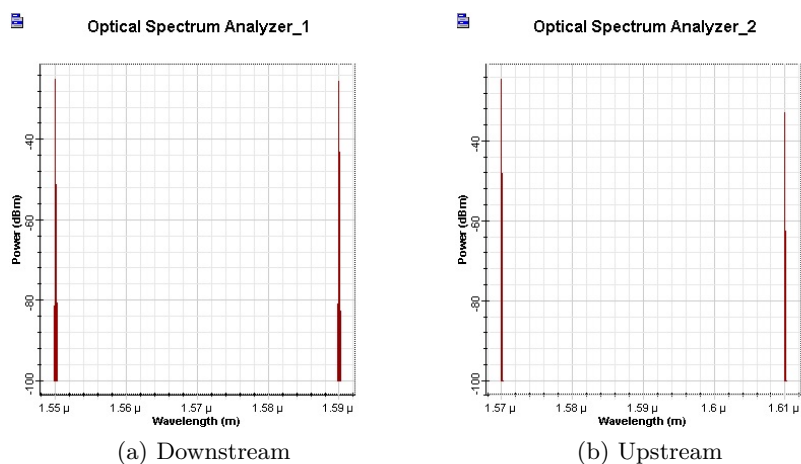 Optical Spectrum Analyzer_1
Power (dBm)
-40
-60
-80
-100
1.55 µ 1.56 µ 1.57 µ 1.58 µ 1.59 µ
Wavelength (m)
(a) Downstream
Optical Spectrum Analyzer_2
Power (dBm)
-40
-60
-80
-100
1.57 µ 1.58 µ 1.59 µ 1.6 µ 1.61 µ
Wavelength (m)
(b) Upstream